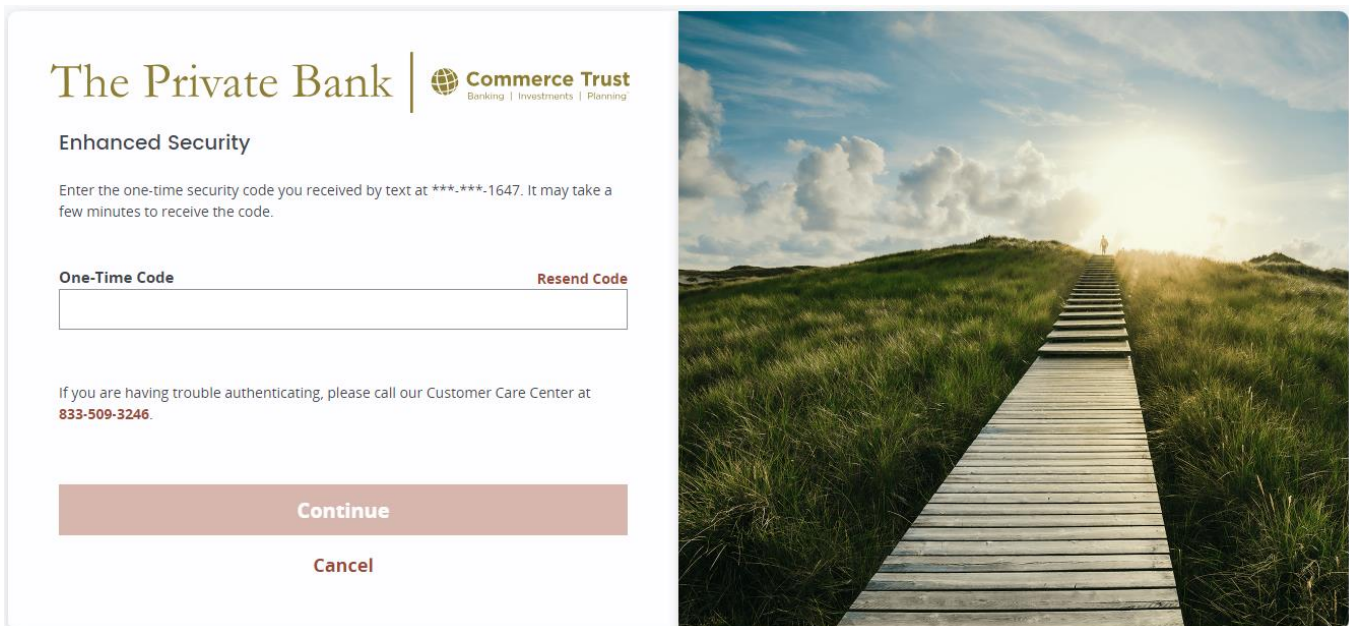 The Private Bank
Commerce Trust
Banking | Investments | Planning
Enhanced Security
Enter the one-time security code you received by text at ***-***-1647. It may take a
few minutes to receive the code.
One-Time Code
Resend Code
If you are having trouble authenticating, please call our Customer Care Center at
833-509-3246.
Continue
Cancel